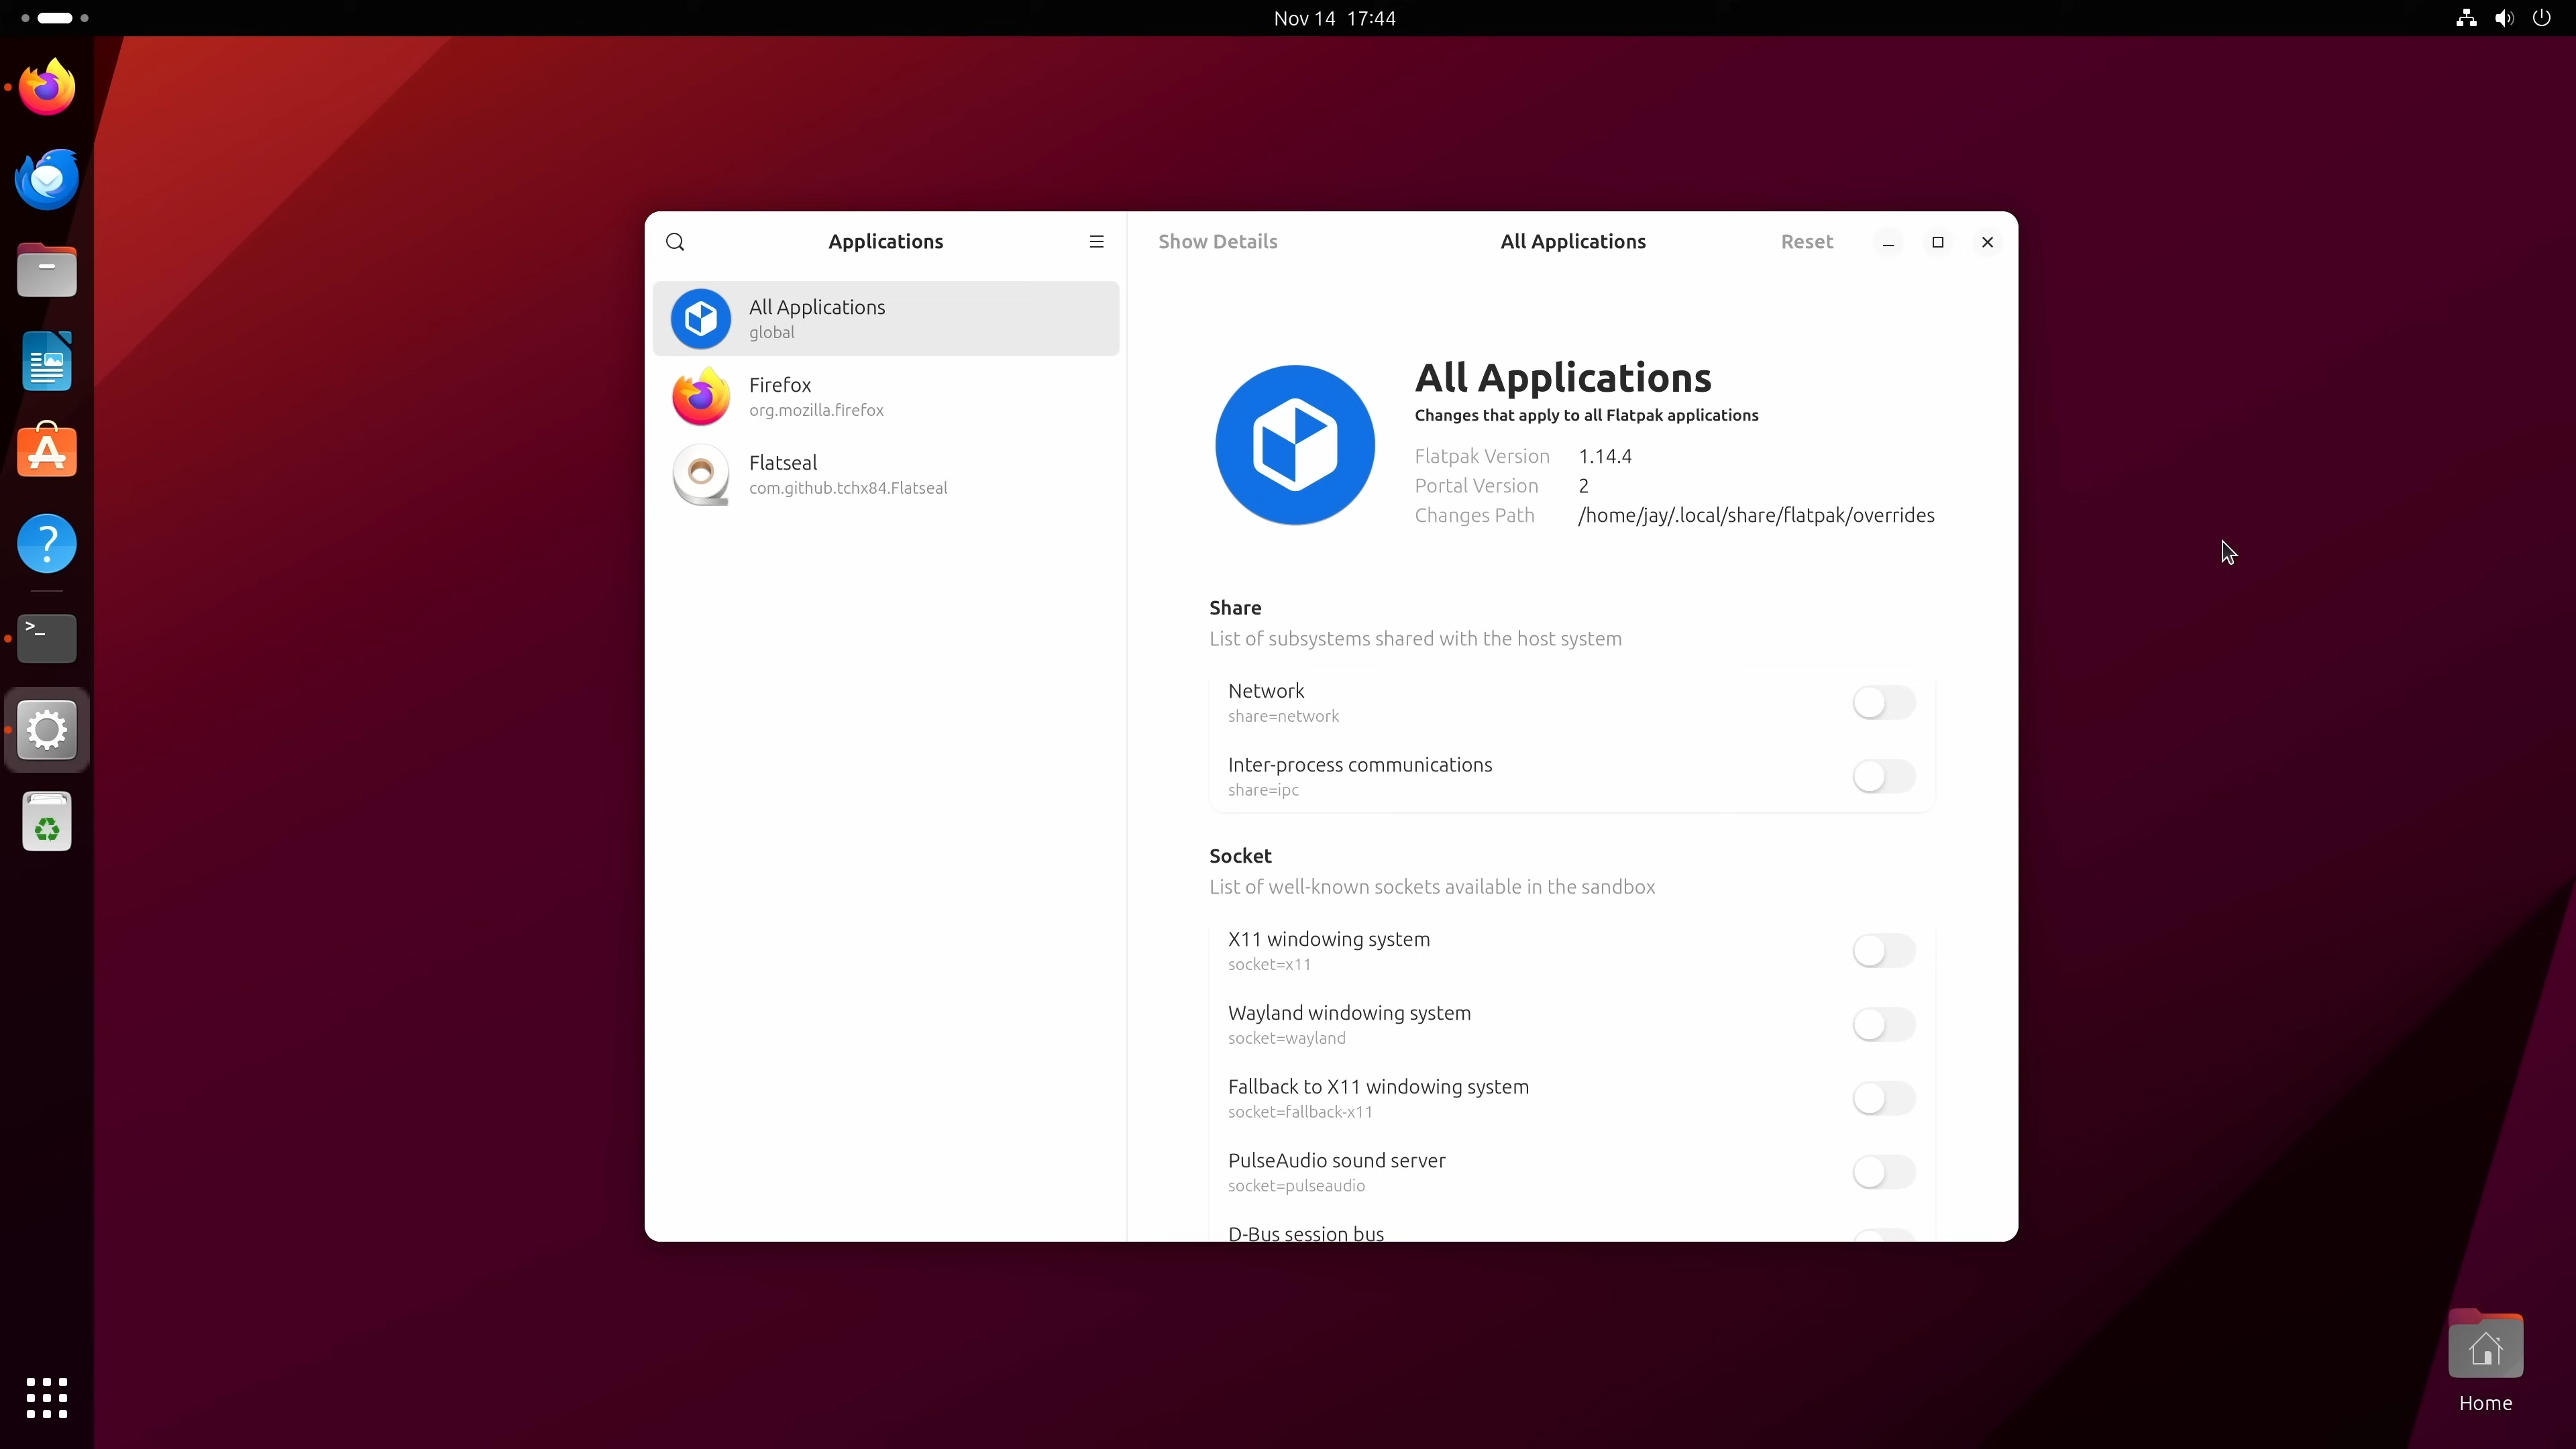 Nov 14 17:44
Applications
Show Details
All Applications
Reset
All Applications
global
Firefox
org.mozilla.firefox
Flatseal
com.github.tchx84.Flatseal
All Applications
Changes that apply to all Flatpak applications
Flatpak Version 1.14.4
Portal Version 2
Changes Path /home/jay/.local/share/flatpak/overrides
Share
List of subsystems shared with the host system
Network
share=network
Inter-process communications
share=ipc
Socket
List of well-known sockets available in the sandbox
X11 windowing system
socket=x11
Wayland windowing system
socket=wayland
Fallback to X11 windowing system
socket=fallback-x11
PulseAudio sound server
socket=pulseaudio
D-Bus session bus
Home